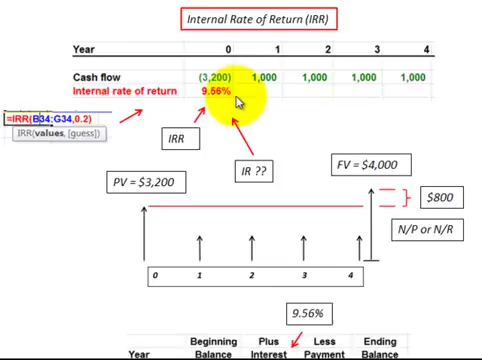 Internal Rate of Return (IRR)
Year 0 1 2 3 4
Cash flow (3,200) 1,000 1,000 1,000 1,000
Internal rate of return 9.56%
=IRR(B34:G34,0.2)
IRR(values, [guess])
IRR
IR ??
PV = $3,200
FV = $4,000
$800
N/P or N/R
0 1 2 3 4
9.56%
Beginning Plus Less Ending
Year Balance Interest Payment Balance